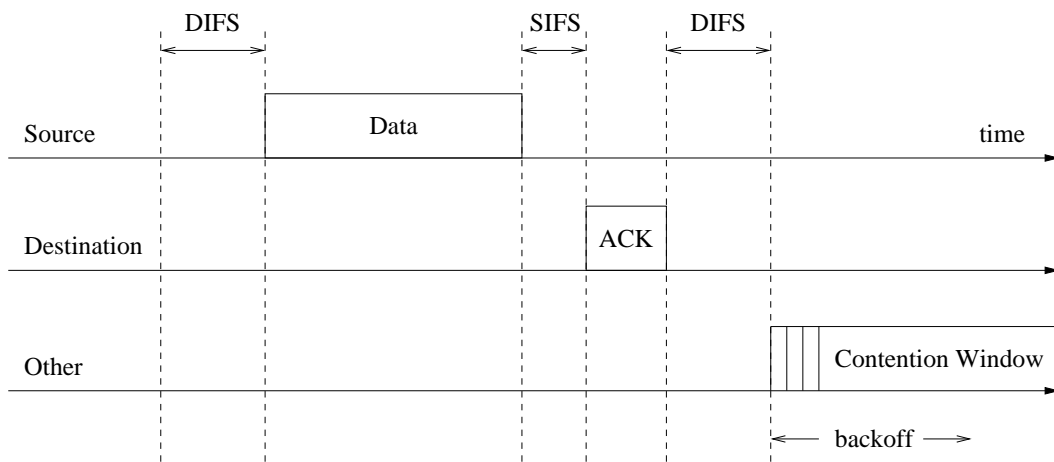 DIFS SIFS DIFS
Source Data time
Destination ACK
Other Contention Window
backoff